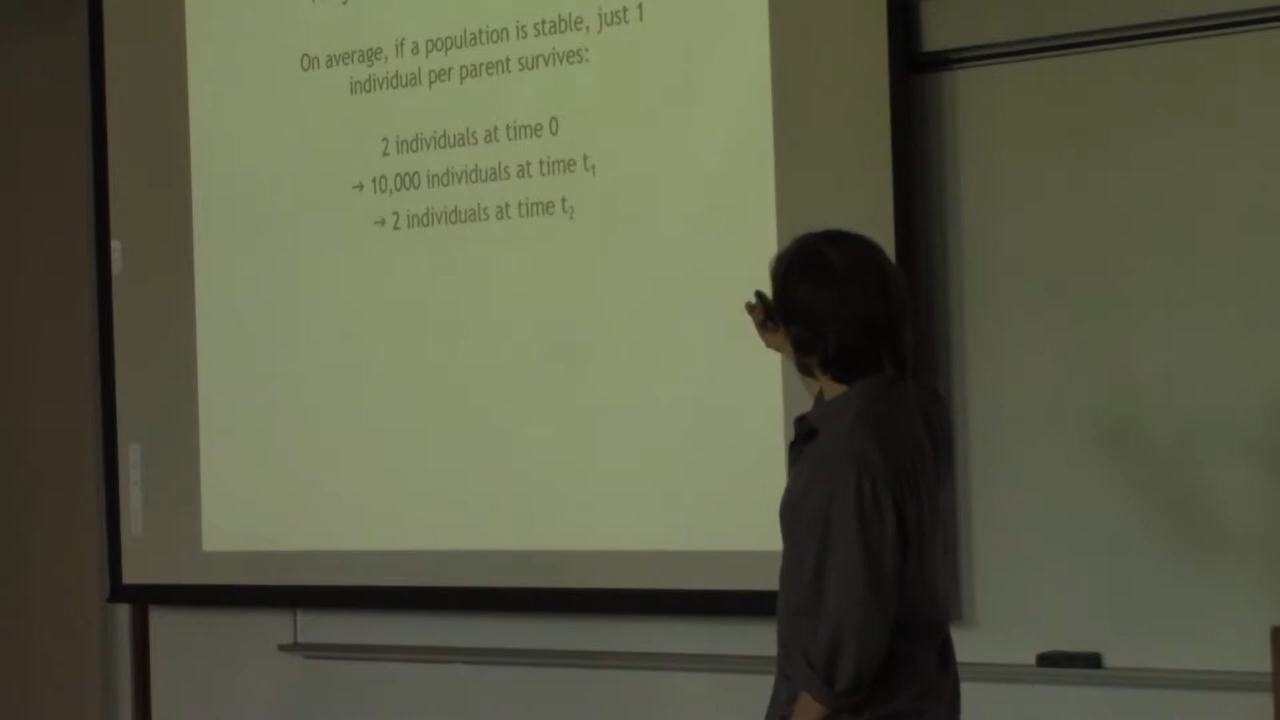 On average, if a population is stable, just 1
individual per parent survives:
2 individuals at time 0
→ 10,000 individuals at time t₁
→ 2 individuals at time t₂